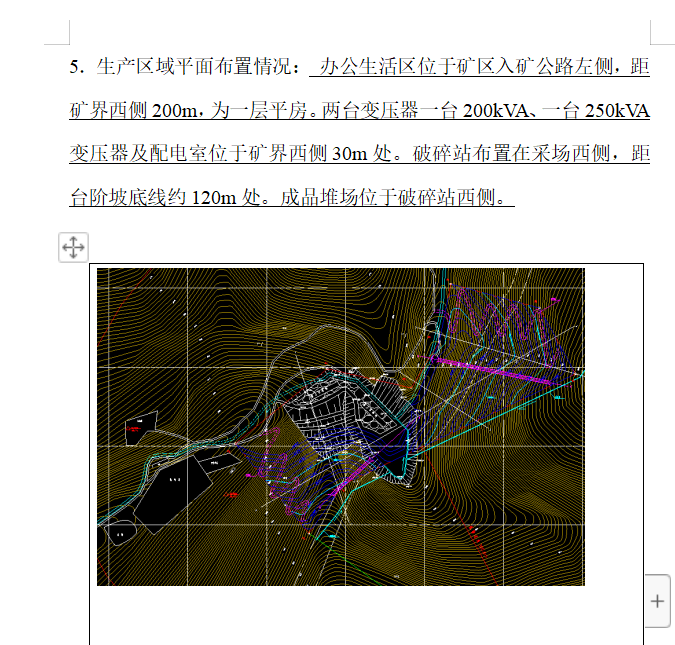 5．生产区域平面布置情况： 办公生活区位于矿区入矿公路左侧，距
矿界西侧 200m，为一层平房。两台变压器一台 200kVA、一台 250kVA
变压器及配电室位于矿界西侧 30m 处。破碎站布置在采场西侧，距
台阶坡底线约 120m 处。成品堆场位于破碎站西侧。